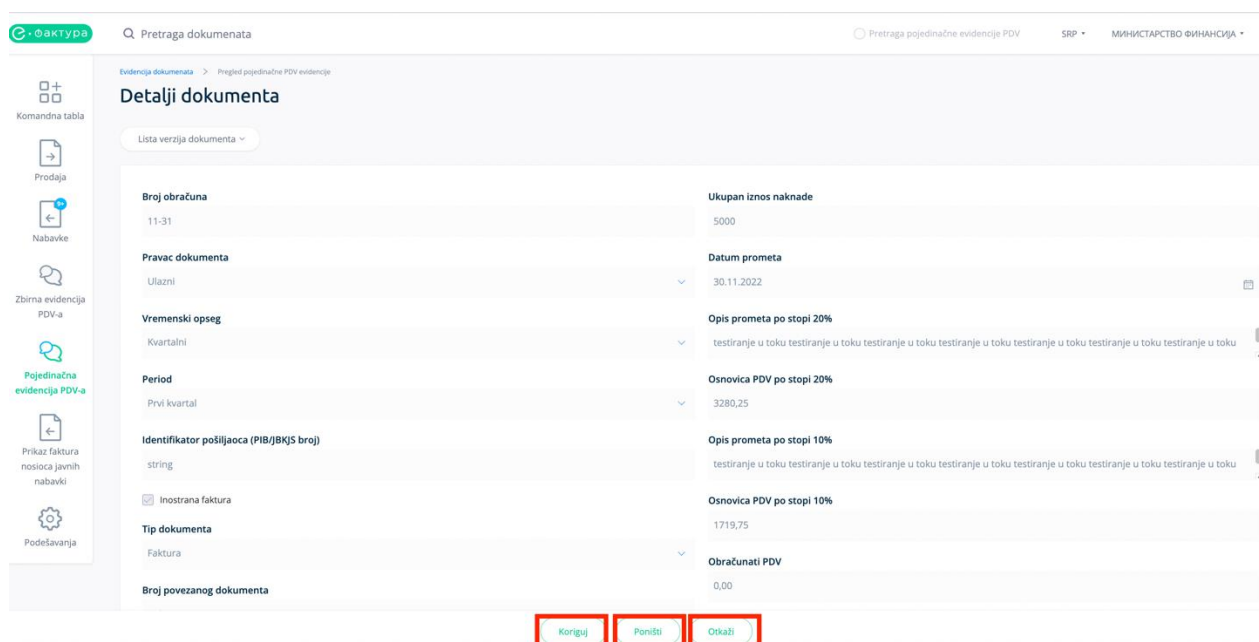 е·Фактура
Pretraga dokumenata
Pretraga pojedinačne evidencije PDV
SRP
МИНИСТАРСТВО ФИНАНСИЈА
Komandna tabla
Prodaja
9+
Nabavke
Zbirna evidencija
PDV-a
Pojedinačna
evidencija PDV-a
Prikaz faktura
nosioca javnih
nabavki
Podešavanja
Evidencija dokumenata > Pregled pojedinačne PDV evidencije
Detalji dokumenta
Lista verzija dokumenta
Broj obračuna
11-31
Pravac dokumenta
Ulazni
Vremenski opseg
Kvartalni
Period
Prvi kvartal
Identifikator pošiljaoca (PIB/JBKJS broj)
string
Inostrana faktura
Tip dokumenta
Faktura
Broj povezanog dokumenta
Ukupan iznos naknade
5000
Datum prometa
30.11.2022
Opis prometa po stopi 20%
testiranje u toku testiranje u toku testiranje u toku testiranje u toku testiranje u toku testiranje u toku testiranje u toku
Osnovica PDV po stopi 20%
3280,25
Opis prometa po stopi 10%
testiranje u toku testiranje u toku testiranje u toku testiranje u toku testiranje u toku testiranje u toku testiranje u toku
Osnovica PDV po stopi 10%
1719,75
Obračunati PDV
0,00
Koriguj
Poništi
Otkaži